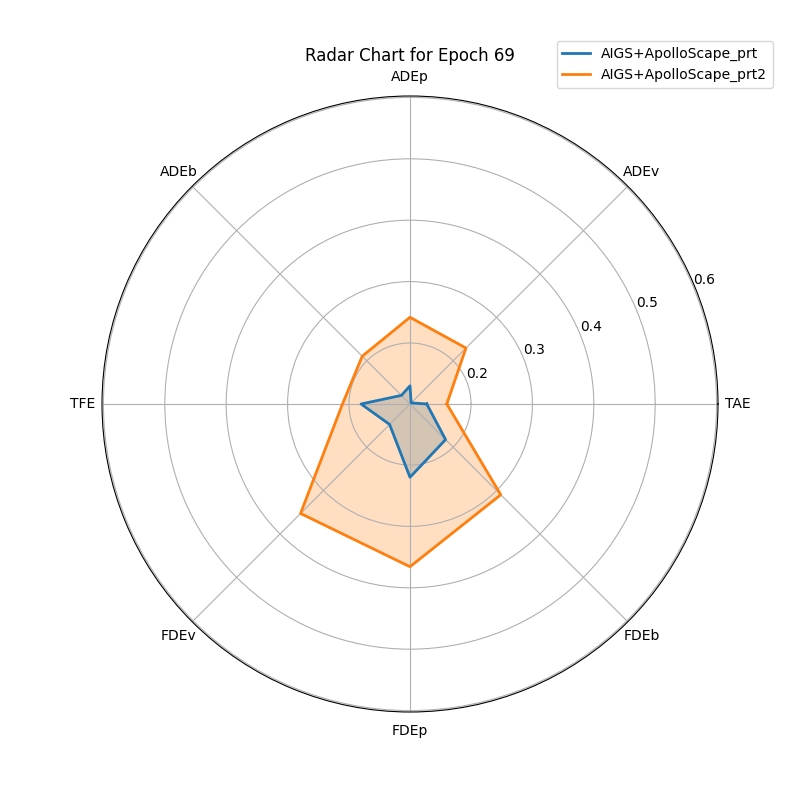 Radar Chart for Epoch 69
AIGS+ApolloScape_prt
AIGS+ApolloScape_prt2
ADEp
ADEb
ADEv
0.6
0.5
0.4
0.3
0.2
TFE
TAE
FDEv
FDEb
FDEp